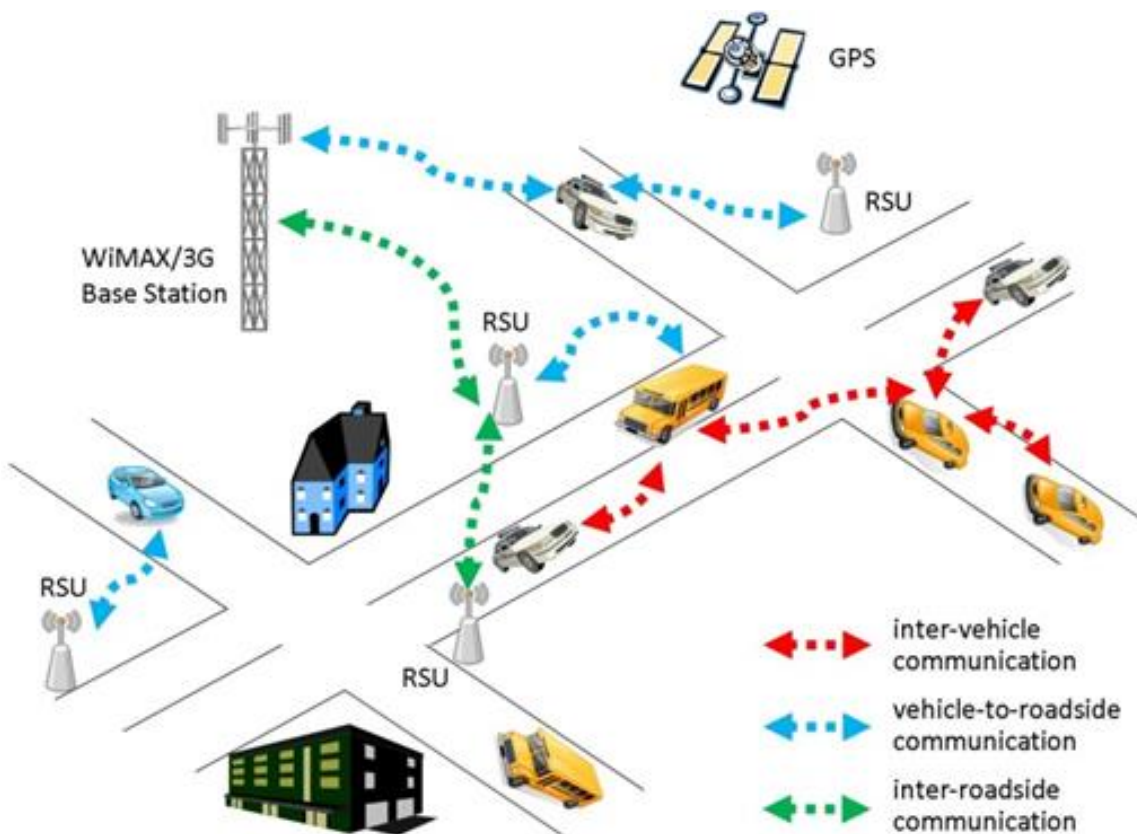 GPS
RSU
WiMAX/3G
Base Station
RSU
RSU
RSU
inter-vehicle
communication
vehicle-to-roadside
communication
inter-roadside
communication